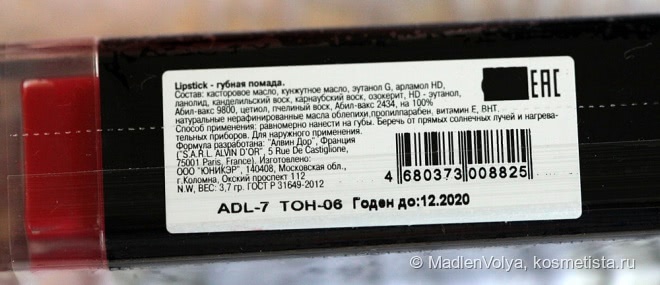 Lipstick - губная помада.
Состав: касторовое масло, кунжутное масло, эутанол G, арламол HD,
ланолид, канделильский воск, карнаубский воск, озокерит, HD - эутанол,
Абил-вакс 9800, цетиол, пчелиный воск, Абил-вакс 2434, на 100%
натуральные нерафинированные масла облепихи,пропилпарабен, витамин Е, ВНТ.
Способ применения: равномерно нанести на губы. Беречь от прямых солнечных лучей и нагрева-
тельных приборов. Для наружного применения.
Формула разработана: "Алвин Дор", Франция
("S.A.R.L. ALVIN D'OR", 5 Rue De Castiglione,
75001 Paris, France). Изготовлено:
ООО "ЮНИКЭР", 140408, Московская обл.,
г.Коломна, Окский проспект 112
N.W, ВЕС: 3,7 гр. ГОСТ Р 31649-2012
EAC
4 680373 008825
ADL-7 ТОН-06 Годен до:12.2020
© MadlenVolya, kosmetista.ru